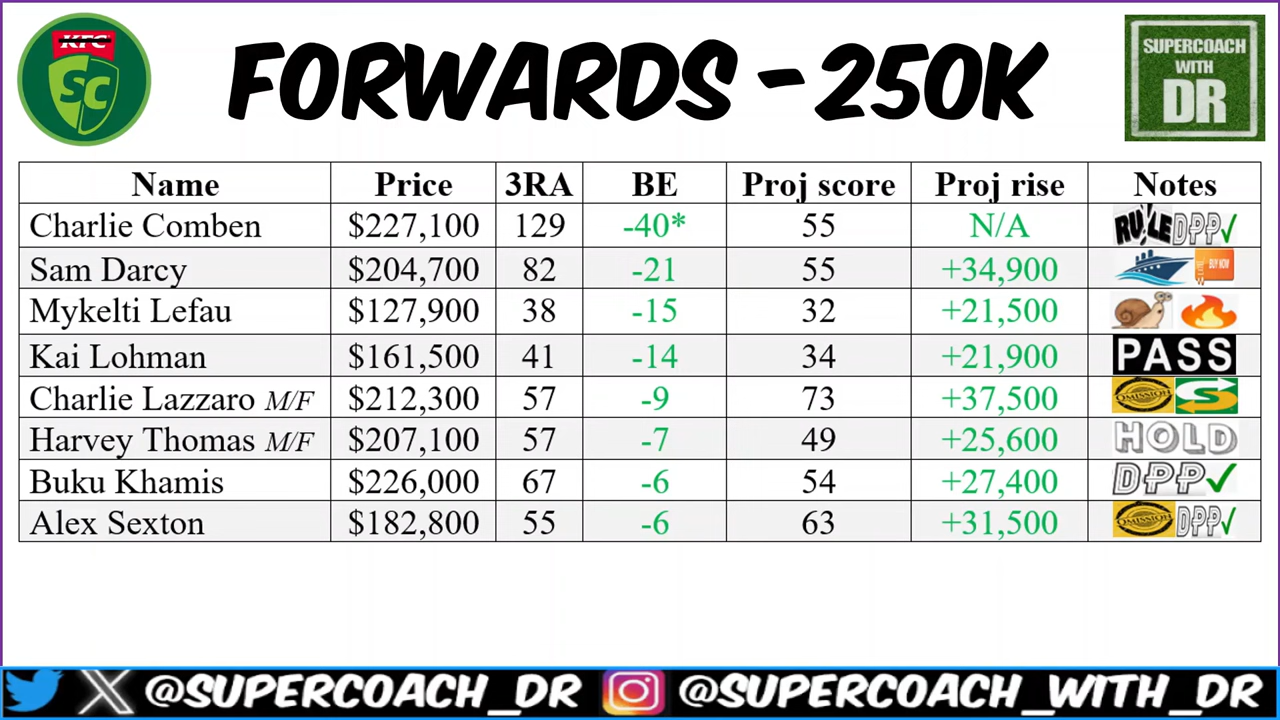 KFC
SC
FORWARDS - 250K
SUPERCOACH
WITH
DR
Name Price 3RA BE Proj score Proj rise Notes
Charlie Comben $227,100 129 -40* 55 N/A RULE DPP✓
Sam Darcy $204,700 82 -21 55 +34,900 BUY NOW
Mykelti Lefau $127,900 38 -15 32 +21,500
Kai Lohman $161,500 41 -14 34 +21,900 PASS
Charlie Lazzaro M/F $212,300 57 -9 73 +37,500 OMISSION
Harvey Thomas M/F $207,100 57 -7 49 +25,600 HOLD
Buku Khamis $226,000 67 -6 54 +27,400 DPP✓
Alex Sexton $182,800 55 -6 63 +31,500 OMISSION DPP✓
@SUPERCOACH_DR @SUPERCOACH_WITH_DR